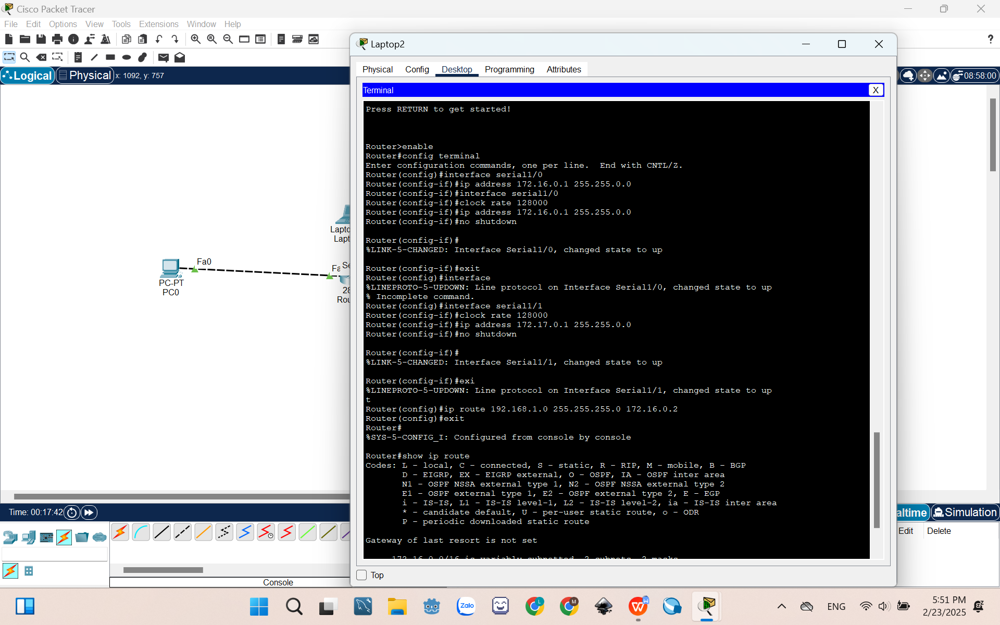 Cisco Packet Tracer
File Edit Options View Tools Extensions Window Help
?
Logical Physical x: 1092, y: 757
08:58:00
Fa0
PC-PT
PC0
Lapto
Lapt
Fa Se
28
Rou
Laptop2
Physical Config Desktop Programming Attributes
Terminal
X
Press RETURN to get started!
Router>enable
Router#config terminal
Enter configuration commands, one per line.  End with CNTL/Z.
Router(config)#interface serial1/0
Router(config-if)#ip address 172.16.0.1 255.255.0.0
Router(config-if)#interface serial1/0
Router(config-if)#clock rate 128000
Router(config-if)#ip address 172.16.0.1 255.255.0.0
Router(config-if)#no shutdown
Router(config-if)#
%LINK-5-CHANGED: Interface Serial1/0, changed state to up
Router(config-if)#exit
Router(config)#interface
%LINEPROTO-5-UPDOWN: Line protocol on Interface Serial1/0, changed state to up
% Incomplete command.
Router(config)#interface serial1/1
Router(config-if)#clock rate 128000
Router(config-if)#ip address 172.17.0.1 255.255.0.0
Router(config-if)#no shutdown
Router(config-if)#
%LINK-5-CHANGED: Interface Serial1/1, changed state to up
Router(config-if)#exi
%LINEPROTO-5-UPDOWN: Line protocol on Interface Serial1/1, changed state to up
t
Router(config)#ip route 192.168.1.0 255.255.255.0 172.16.0.2
Router(config)#exit
Router#
%SYS-5-CONFIG_I: Configured from console by console
Router#show ip route
Codes: L - local, C - connected, S - static, R - RIP, M - mobile, B - BGP
D - EIGRP, EX - EIGRP external, O - OSPF, IA - OSPF inter area
N1 - OSPF NSSA external type 1, N2 - OSPF NSSA external type 2
E1 - OSPF external type 1, E2 - OSPF external type 2, E - EGP
i - IS-IS, L1 - IS-IS level-1, L2 - IS-IS level-2, ia - IS-IS inter area
* - candidate default, U - per-user static route, o - ODR
P - periodic downloaded static route
Gateway of last resort is not set
172.16.0.0/16 is variably subnetted, 2 subnets, 2 masks
Top
Time: 00:17:42
altime Simulation
Edit Delete
Console
Zalo
L
M
W
ENG
5:51 PM
2/23/2025